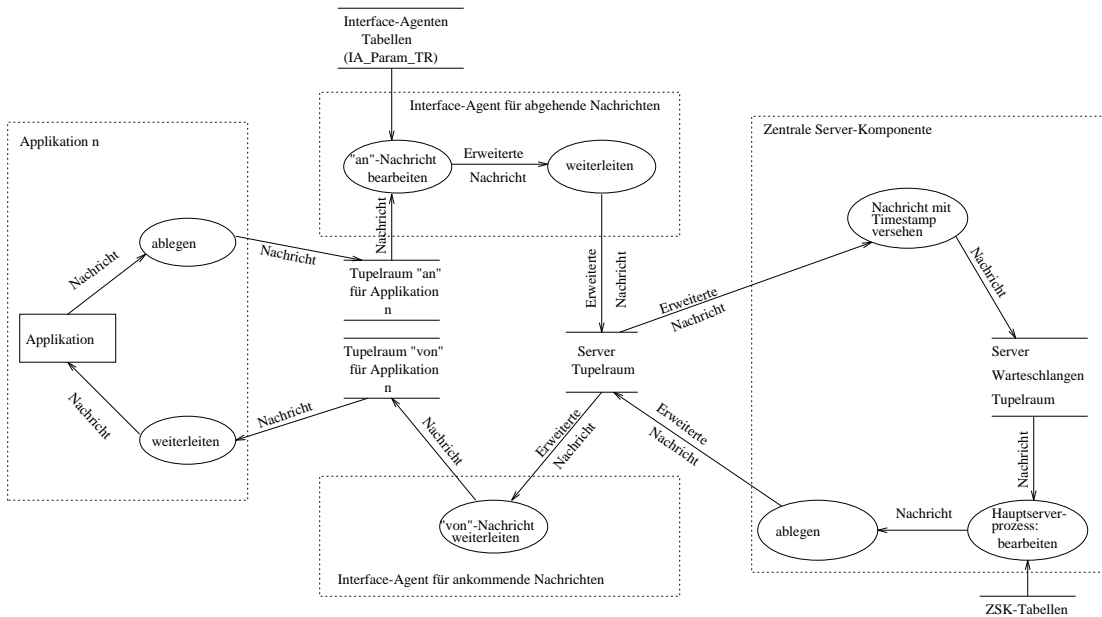 Interface-Agenten
Tabellen
(IA_Param_TR)
Interface-Agent für abgehende Nachrichten
"an"-Nachricht
bearbeiten
Erweiterte
Nachricht
weiterleiten
Applikation n
ablegen
Nachricht
Nachricht
Nachricht
Applikation
Tupelraum "an"
für Applikation
n
Tupelraum "von"
für Applikation
n
Nachricht
weiterleiten
Nachricht
Nachricht
Erweiterte
Nachricht
Server
Tupelraum
Erweiterte
Nachricht
Erweiterte
Nachricht
Erweiterte
Nachricht
"von"-Nachricht
weiterleiten
Interface-Agent für ankommende Nachrichten
Zentrale Server-Komponente
Nachricht mit
Timestamp
versehen
Nachricht
Server
Warteschlangen
Tupelraum
Nachricht
Hauptserver-
prozess:
bearbeiten
Nachricht
ablegen
ZSK-Tabellen